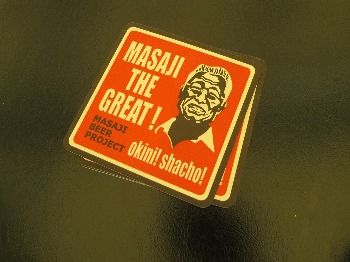 MASAJI
THE
GREAT!
MASAJI
BEER
PROJECT
okini! shacho!